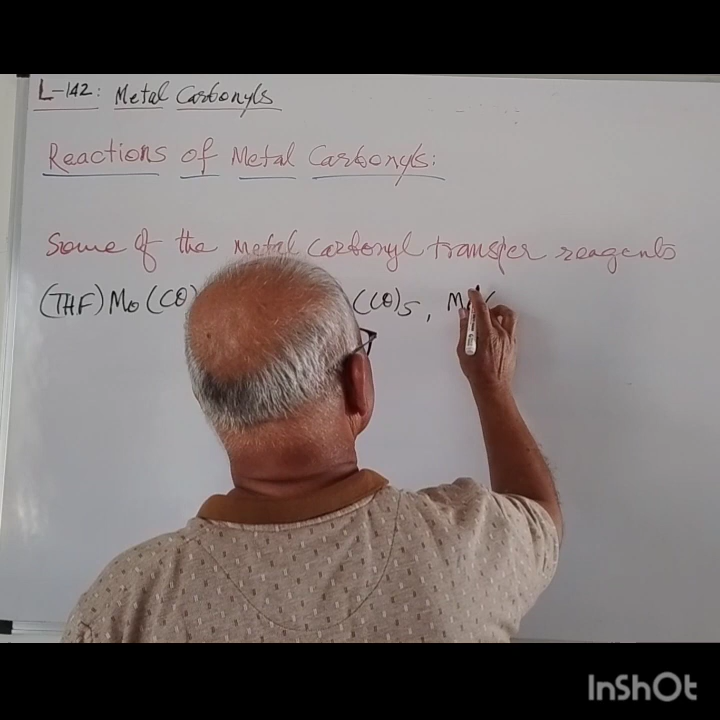 L-142: Metal Carbonyls
Reactions of Metal Carbonyls:
Some of the metal carbonyl transfer reagents
(THF)Mo(CO) (CO)5, Mo(
InShOt